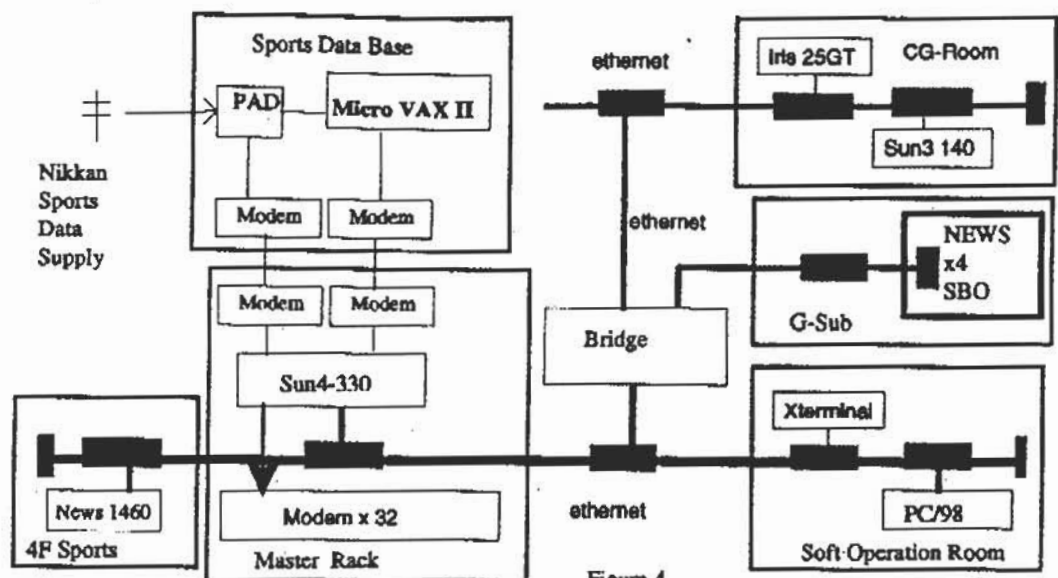 Sports Data Base
PAD
Micro VAX II
Nikkan
Sports
Data
Supply
Modem
Modem
Modem
Modem
Sun4-330
News 1460
4F Sports
Modem x 32
Master Rack
ethernet
Iris 25GT
CG-Room
Sun3 140
ethernet
NEWS
x4
SBO
G-Sub
Bridge
Xterminal
PC/98
Soft Operation Room
ethernet
Figure 4